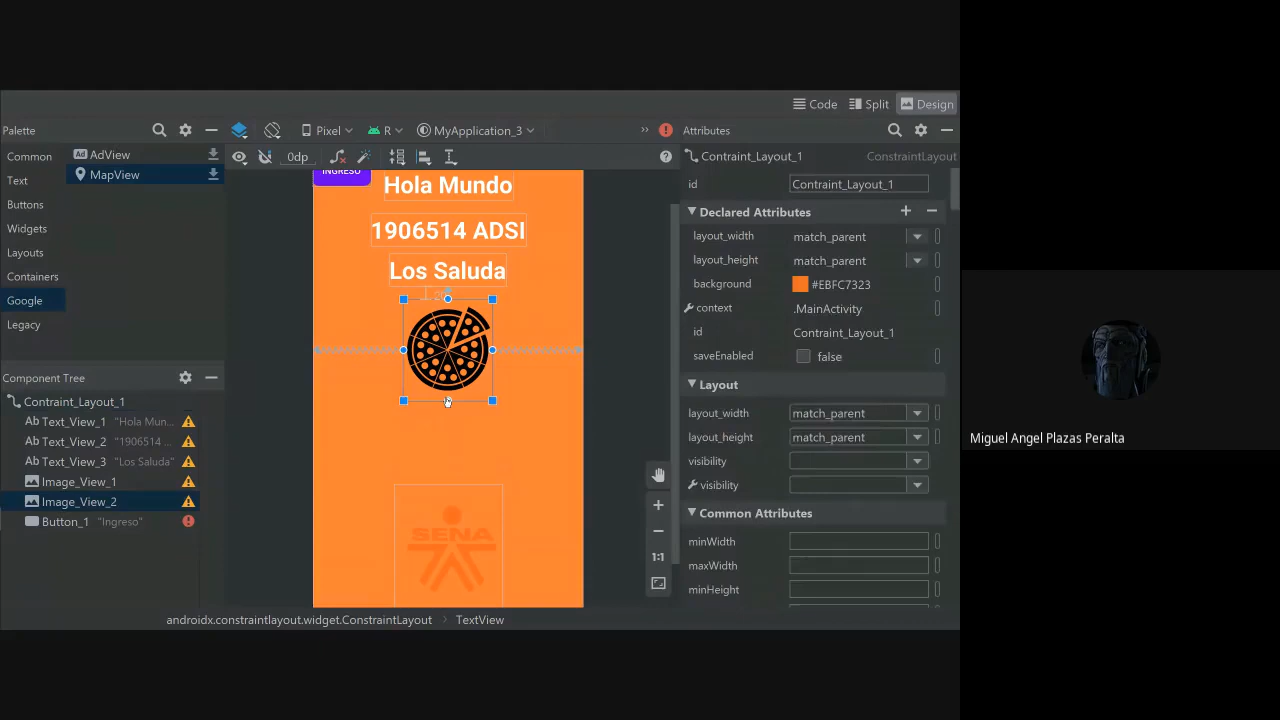 Code Split Design
Palette
Pixel R MyApplication_3 ›› Attributes
Common AdView
Text MapView
Buttons
Widgets
Layouts
Containers
Google
Legacy
0dp
Component Tree
Contraint_Layout_1
Ab Text_View_1 "Hola Mun...
Ab Text_View_2 "1906514 ...
Ab Text_View_3 "Los Saluda"
Image_View_1
Image_View_2
Button_1 "Ingreso"
INGRESO
Hola Mundo
1906514 ADSI
Los Saluda
SENA
1:1
androidx.constraintlayout.widget.ConstraintLayout › TextView
Contraint_Layout_1 ConstraintLayout
id Contraint_Layout_1
Declared Attributes
layout_width match_parent
layout_height match_parent
background #EBFC7323
context .MainActivity
id Contraint_Layout_1
saveEnabled false
Layout
layout_width match_parent
layout_height match_parent
visibility
visibility
Common Attributes
minWidth
maxWidth
minHeight
Miguel Angel Plazas Peralta